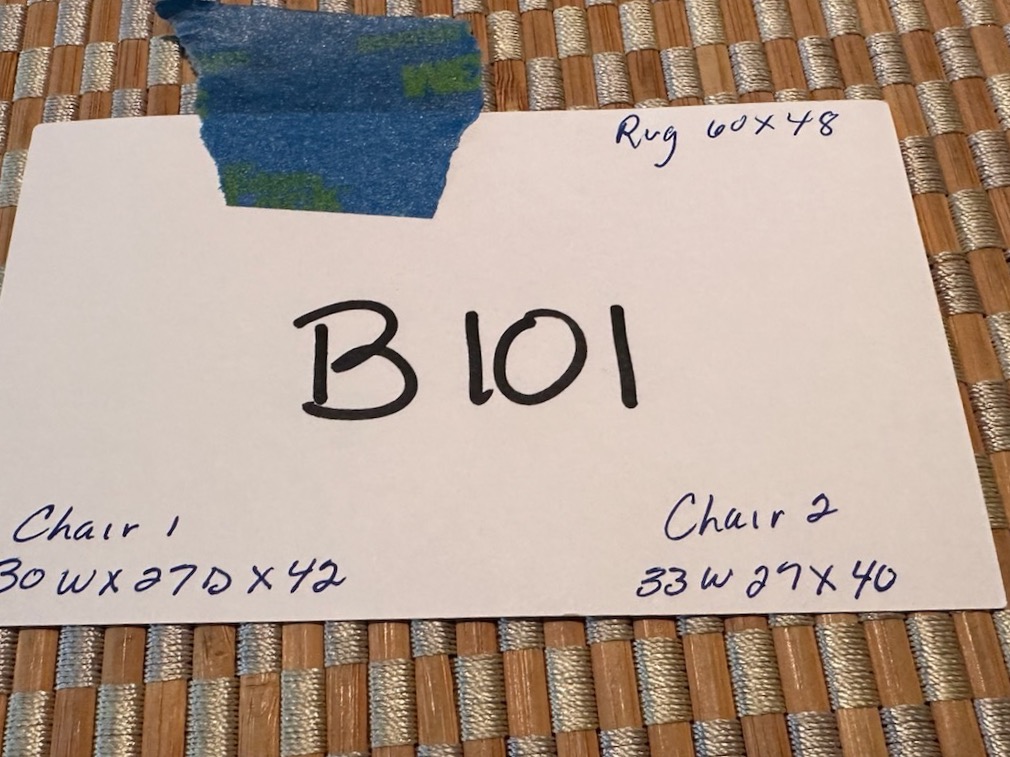 Rug 60X48
B101
Chair 1
30WX27DX42
Chair 2
33W 27X40